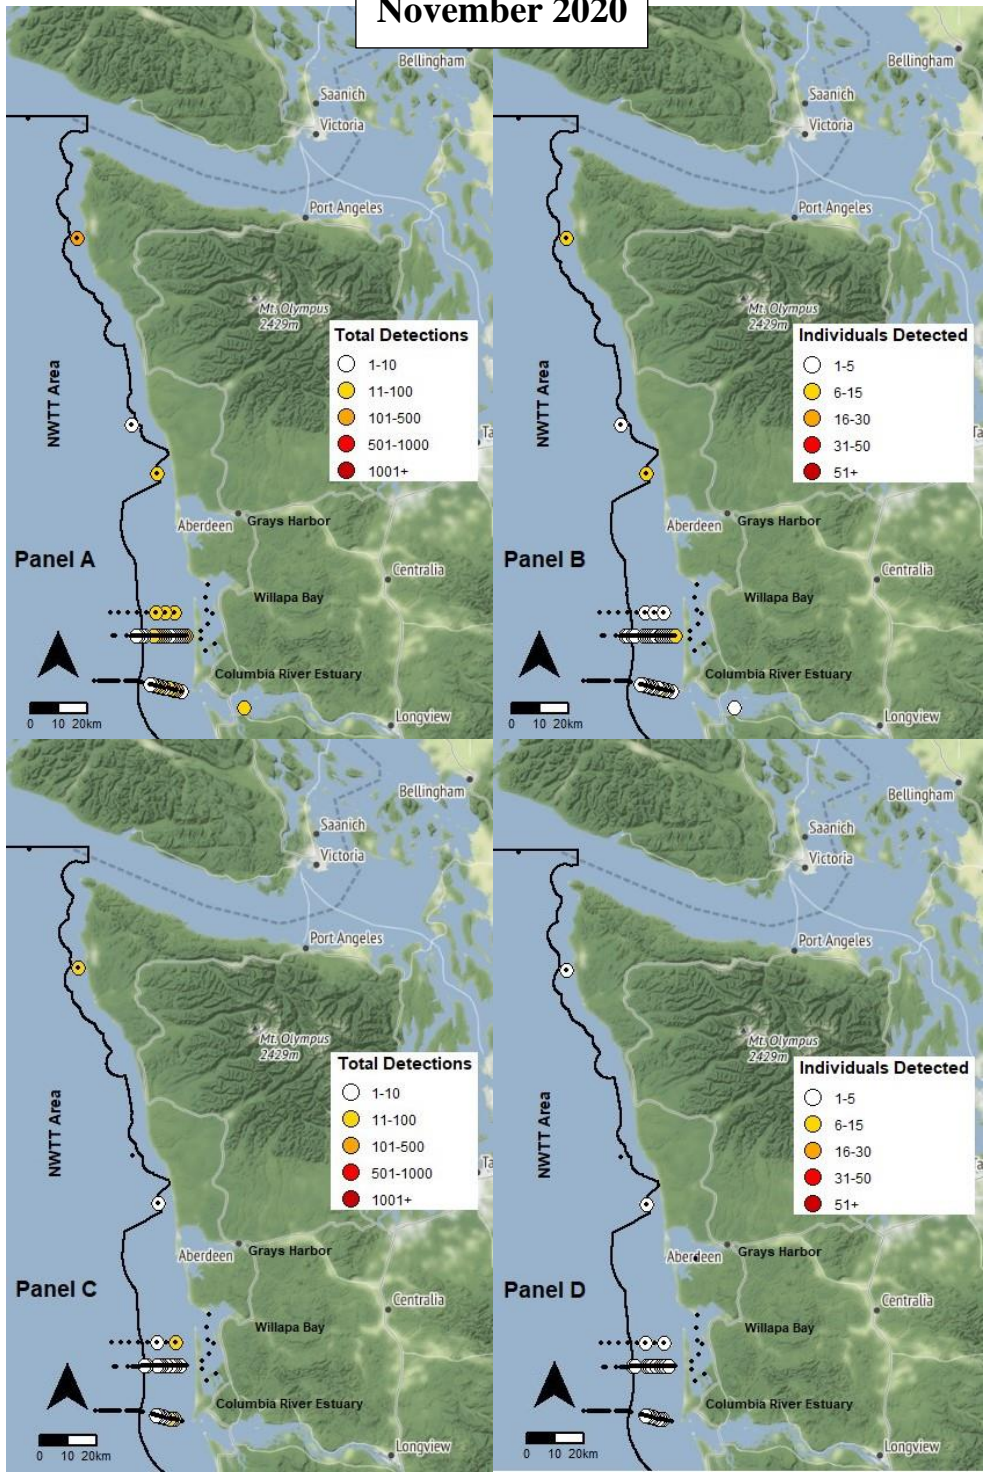 November 2020
Bellingham
Saanich
Victoria
Port Angeles
Mt. Olympus
2429m
Total Detections
1-10
11-100
101-500
501-1000
1001+
NWTT Area
Aberdeen
Grays Harbor
Panel A
Centralia
Willapa Bay
Columbia River Estuary
0 10 20km
Longview
Bellingham
Saanich
Victoria
Port Angeles
Mt. Olympus
2429m
Individuals Detected
1-5
6-15
16-30
31-50
51+
NWTT Area
Ta
Aberdeen
Grays Harbor
Panel B
Centralia
Willapa Bay
Columbia River Estuary
0 10 20km
Longview
Bellingham
Saanich
Victoria
Port Angeles
Mt. Olympus
2429m
Total Detections
1-10
11-100
101-500
501-1000
1001+
NWTT Area
Ta
Aberdeen
Grays Harbor
Panel C
Centralia
Willapa Bay
Columbia River Estuary
0 10 20km
Longview
Bellingham
Saanich
Victoria
Port Angeles
Mt. Olympus
2429m
Individuals Detected
1-5
6-15
16-30
31-50
51+
NWTT Area
Ta
Aberdeen
Grays Harbor
Panel D
Centralia
Willapa Bay
Columbia River Estuary
0 10 20km
Longview